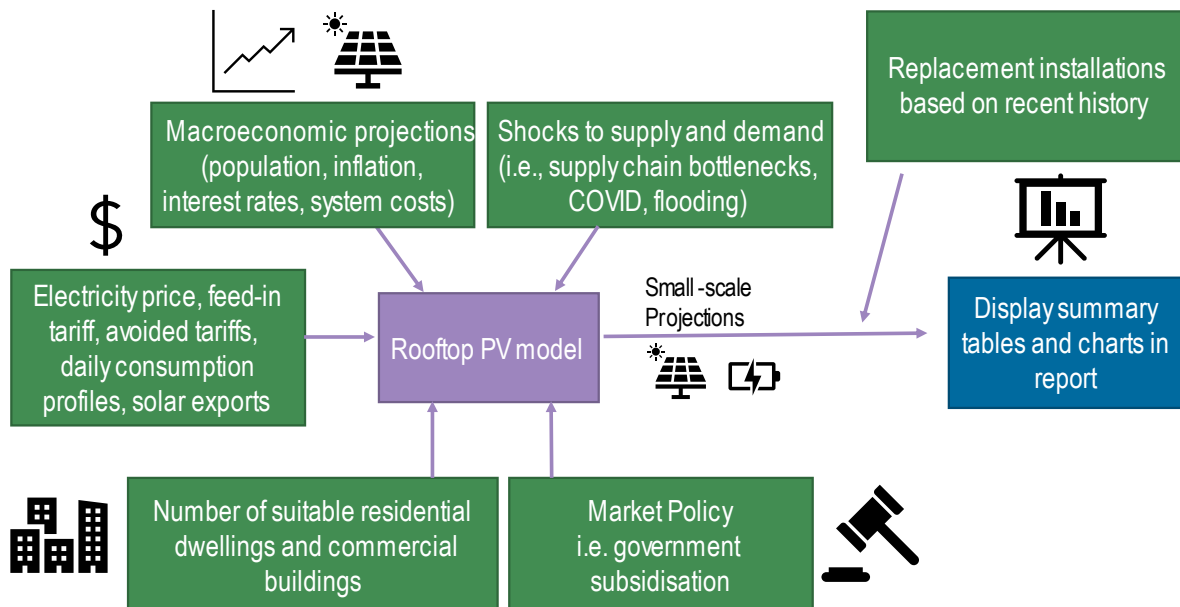 Replacement installations
based on recent history
Macroeconomic projections
(population, inflation,
interest rates, system costs)
Shocks to supply and demand
(i.e., supply chain bottlenecks,
COVID, flooding)
$
Electricity price, feed-in
tariff, avoided tariffs,
daily consumption
profiles, solar exports
Rooftop PV model
Small -scale
Projections
Display summary
tables and charts in
report
Number of suitable residential
dwellings and commercial
buildings
Market Policy
i.e. government
subsidisation